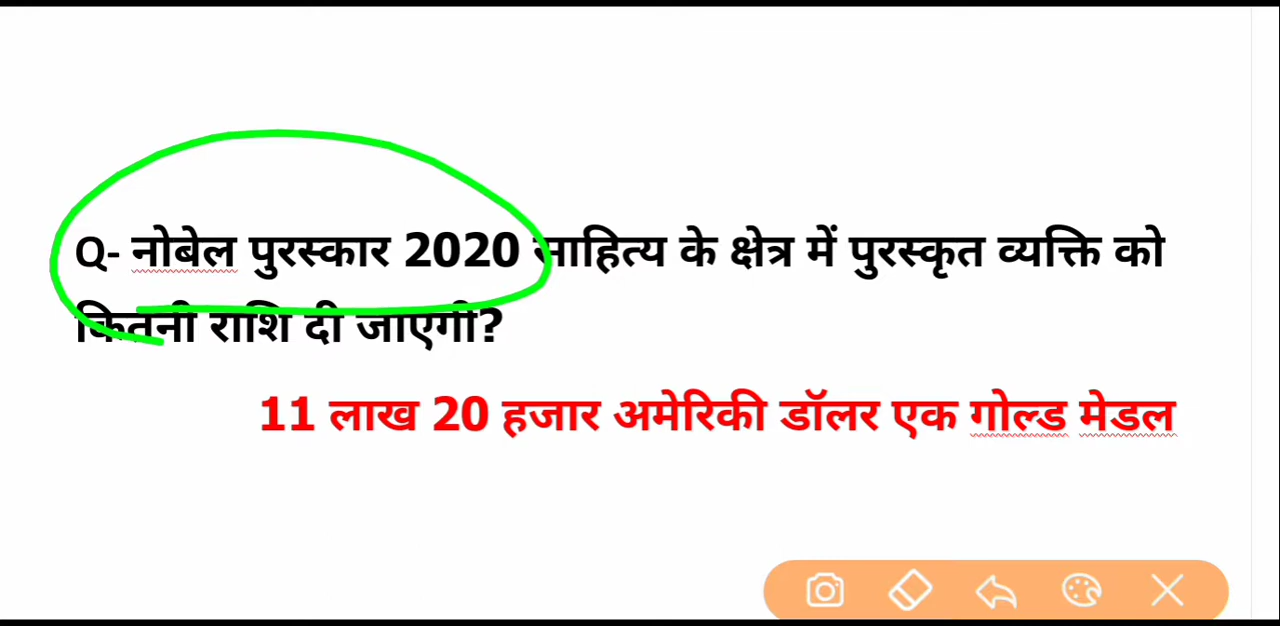 Q- नोबेल पुरस्कार 2020 साहित्य के क्षेत्र में पुरस्कृत व्यक्ति को
कितनी राशि दी जाएगी?
11 लाख 20 हजार अमेरिकी डॉलर एक गोल्ड मेडल